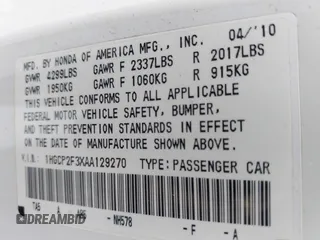 MFD. BY HONDA OF AMERICA MFG., INC. 04/'10
GVWR 4299LBS GAWR F 2337LBS R 2017LBS
GVWR 1950KG GAWR F 1060KG R 915KG
THIS VEHICLE CONFORMS TO ALL APPLICABLE
FEDERAL MOTOR VEHICLE SAFETY, BUMPER,
AND THEFT PREVENTION STANDARDS IN EFFECT
ON THE DATE OF MANUFACTURE SHOWN ABOVE.
V.I.N.: 1HGCP2F3XAA129270 TYPE: PASSENGER CAR
TA5 A - NH578 - F - A
©DREAMBID